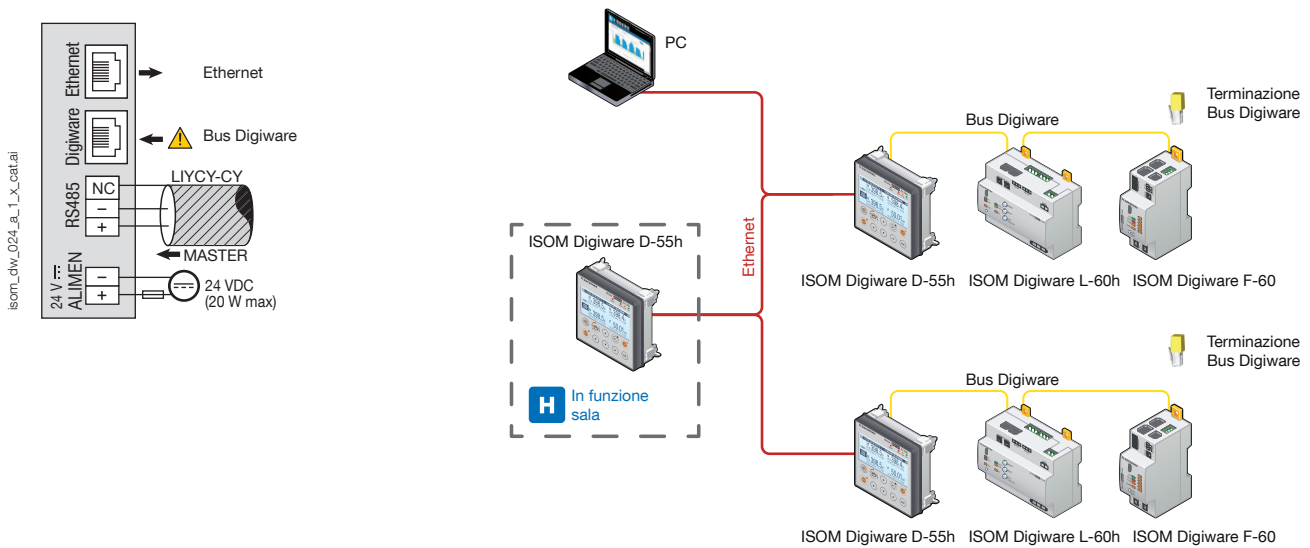 isom_dw_024_a_1_x_cat.ai
Ethernet
Ethernet
Digiware
Bus Digiware
RS485
NC
–
+
LIYCY-CY
MASTER
24 V
ALIMEN
–
+
24 VDC
(20 W max)
PC
Ethernet
ISOM Digiware D-55h
H
In funzione
sala
Bus Digiware
Terminazione
Bus Digiware
ISOM Digiware D-55h
ISOM Digiware L-60h
ISOM Digiware F-60
Bus Digiware
Terminazione
Bus Digiware
ISOM Digiware D-55h
ISOM Digiware L-60h
ISOM Digiware F-60